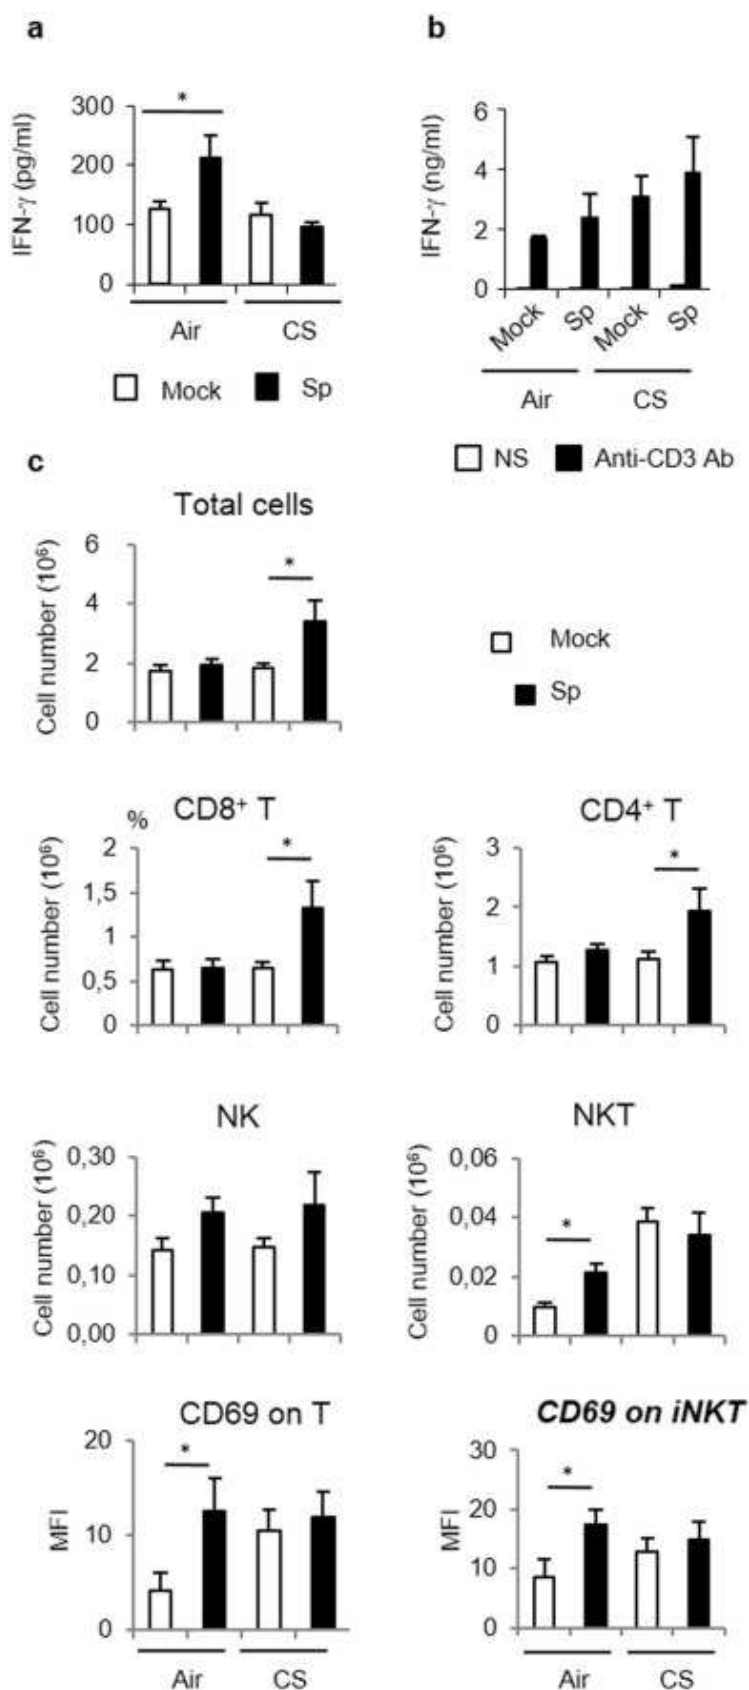 a
IFN-γ (pg/ml)
300
200
100
0
*
Air
CS
Mock
Sp
b
IFN-γ (ng/ml)
6
4
2
0
Mock
Sp
Mock
Sp
Air
CS
NS
Anti-CD3 Ab
c
Total cells
Cell number (10⁶)
6
4
2
0
*
Mock
Sp
CD8⁺ T
%
Cell number (10⁶)
2
1,5
1
0,5
0
*
CD4⁺ T
Cell number (10⁶)
3
2
1
0
*
NK
Cell number (10⁶)
0,30
0,20
0,10
0,00
NKT
Cell number (10⁶)
0,06
0,04
0,02
0
*
CD69 on T
MFI
20
10
0
*
Air
CS
CD69 on iNKT
MFI
30
20
10
0
*
Air
CS